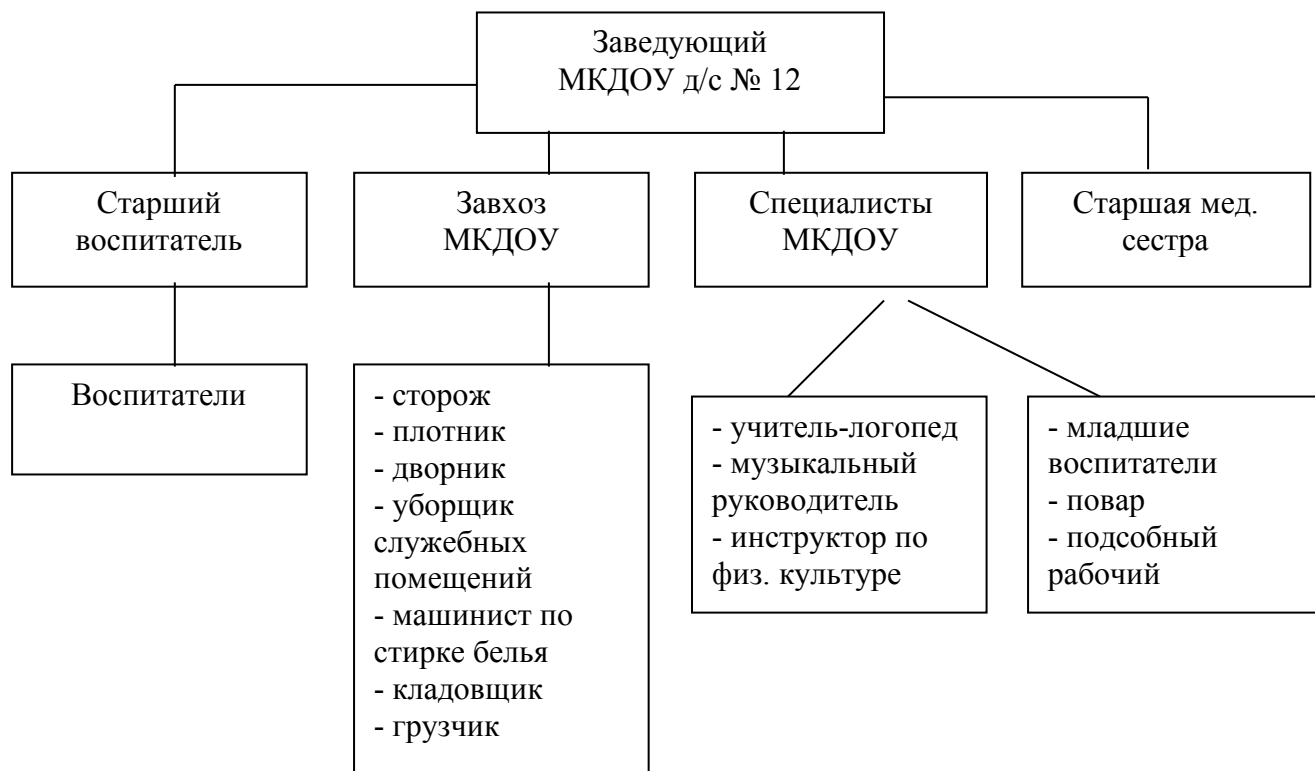 Заведующий
МКДОУ д/с № 12
Старший
воспитатель
Завхоз
МКДОУ
Специалисты
МКДОУ
Старшая мед.
сестра
Воспитатели
- сторож
- плотник
- дворник
- уборщик
служебных
помещений
- машинист по
стирке белья
- кладовщик
- грузчик
- учитель-логопед
- музыкальный
руководитель
- инструктор по
физ. культуре
- младшие
воспитатели
- повар
- подсобный
рабочий